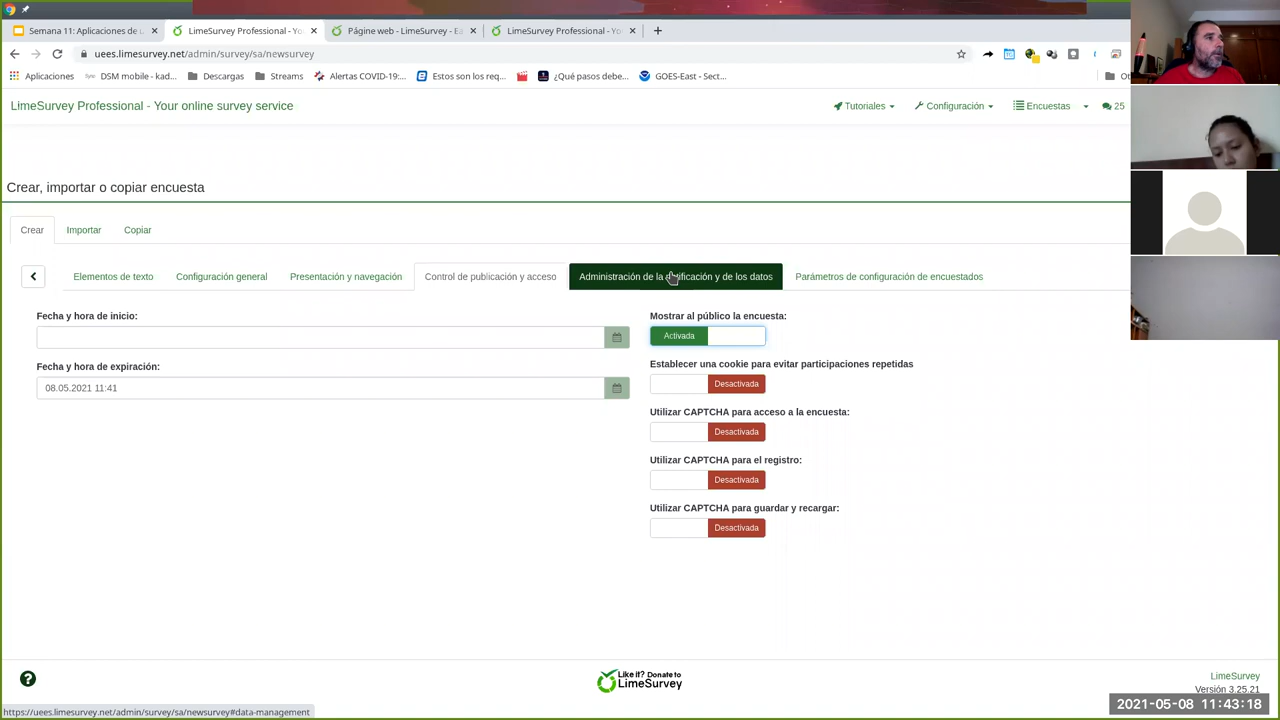 Semana 11: Aplicaciones de u
LimeSurvey Professional - Yo
Página web - LimeSurvey - Ea
LimeSurvey Professional - Yo
uees.limesurvey.net/admin/survey/sa/newsurvey
Aplicaciones
DSM mobile - kad...
Descargas
Streams
Alertas COVID-19:...
Estos son los req...
¿Qué pasos debe...
GOES-East - Sect...
LimeSurvey Professional - Your online survey service
Tutoriales
Configuración
Encuestas
25
Crear, importar o copiar encuesta
Crear
Importar
Copiar
Elementos de texto
Configuración general
Presentación y navegación
Control de publicación y acceso
Administración de la notificación y de los datos
Parámetros de configuración de encuestados
Fecha y hora de inicio:
Fecha y hora de expiración:
08.05.2021 11:41
Mostrar al público la encuesta:
Activada
Establecer una cookie para evitar participaciones repetidas
Desactivada
Utilizar CAPTCHA para acceso a la encuesta:
Desactivada
Utilizar CAPTCHA para el registro:
Desactivada
Utilizar CAPTCHA para guardar y recargar:
Desactivada
Like it? Donate to
LimeSurvey
LimeSurvey
Versión 3.25.21
https://uees.limesurvey.net/admin/survey/sa/newsurvey#data-management
2021-05-08 11:43:18